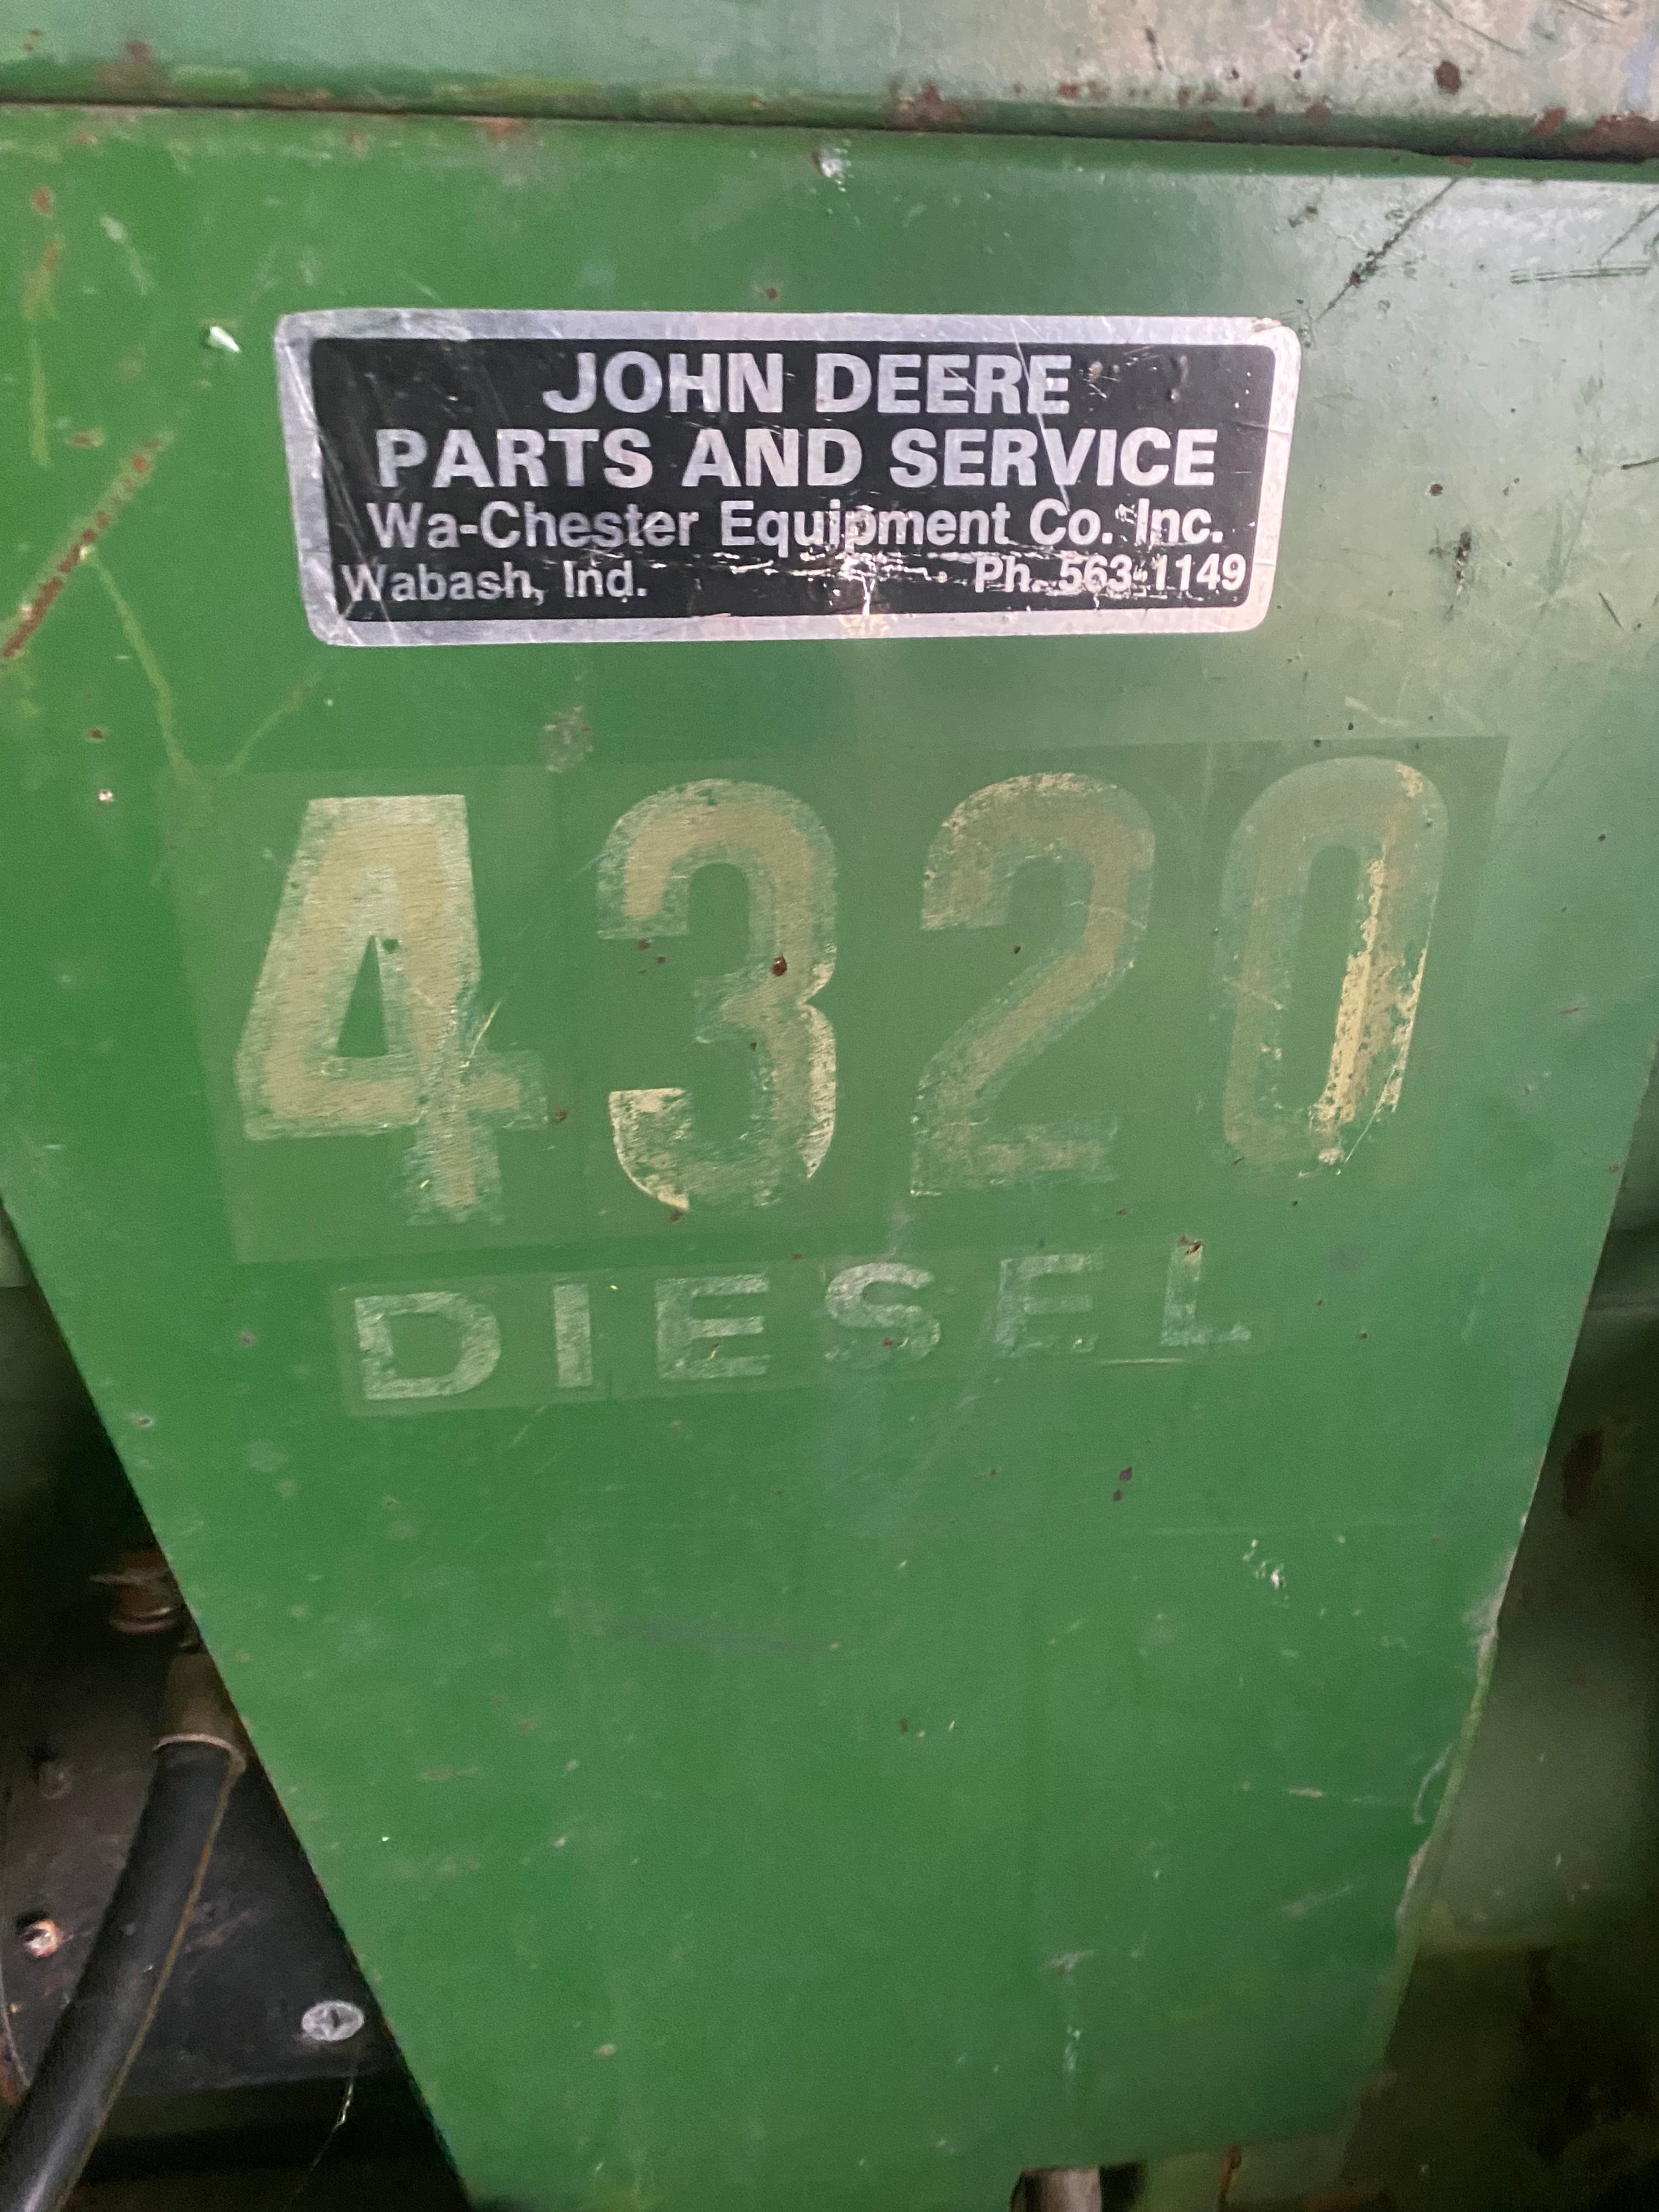 JOHN DEERE
PARTS AND SERVICE
Wa-Chester Equipment Co. Inc.
Wabash, Ind. Ph. 563-1149
4320
DIESEL